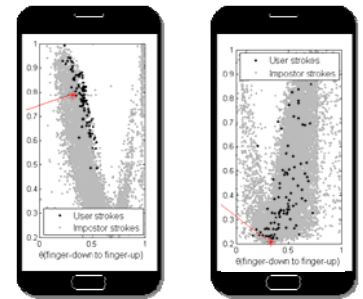 1
0.9
0.8
0.7
0.6
0.5
0.4
0.3
0.2
User strokes
Impostor strokes
0 0.5 1
θ(finger-down to finger-up)
1
0.9
0.8
0.7
0.6
0.5
0.4
0.3
0.2
User strokes
Impostor strokes
0 0.5 1
θ(finger-down to finger-up)